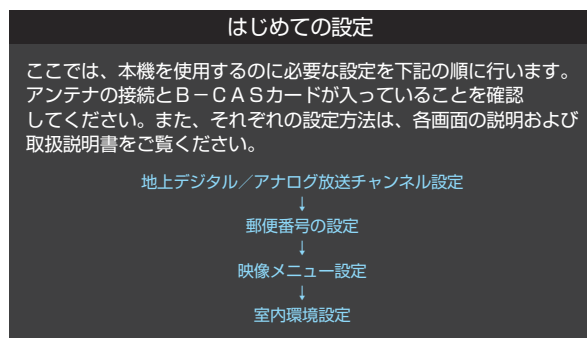 はじめての設定
ここでは、本機を使用するのに必要な設定を下記の順に行います。
アンテナの接続とＢ－ＣＡＳカードが入っていることを確認
してください。また、それぞれの設定方法は、各画面の説明および
取扱説明書をご覧ください。
地上デジタル／アナログ放送チャンネル設定
↓
郵便番号の設定
↓
映像メニュー設定
↓
室内環境設定